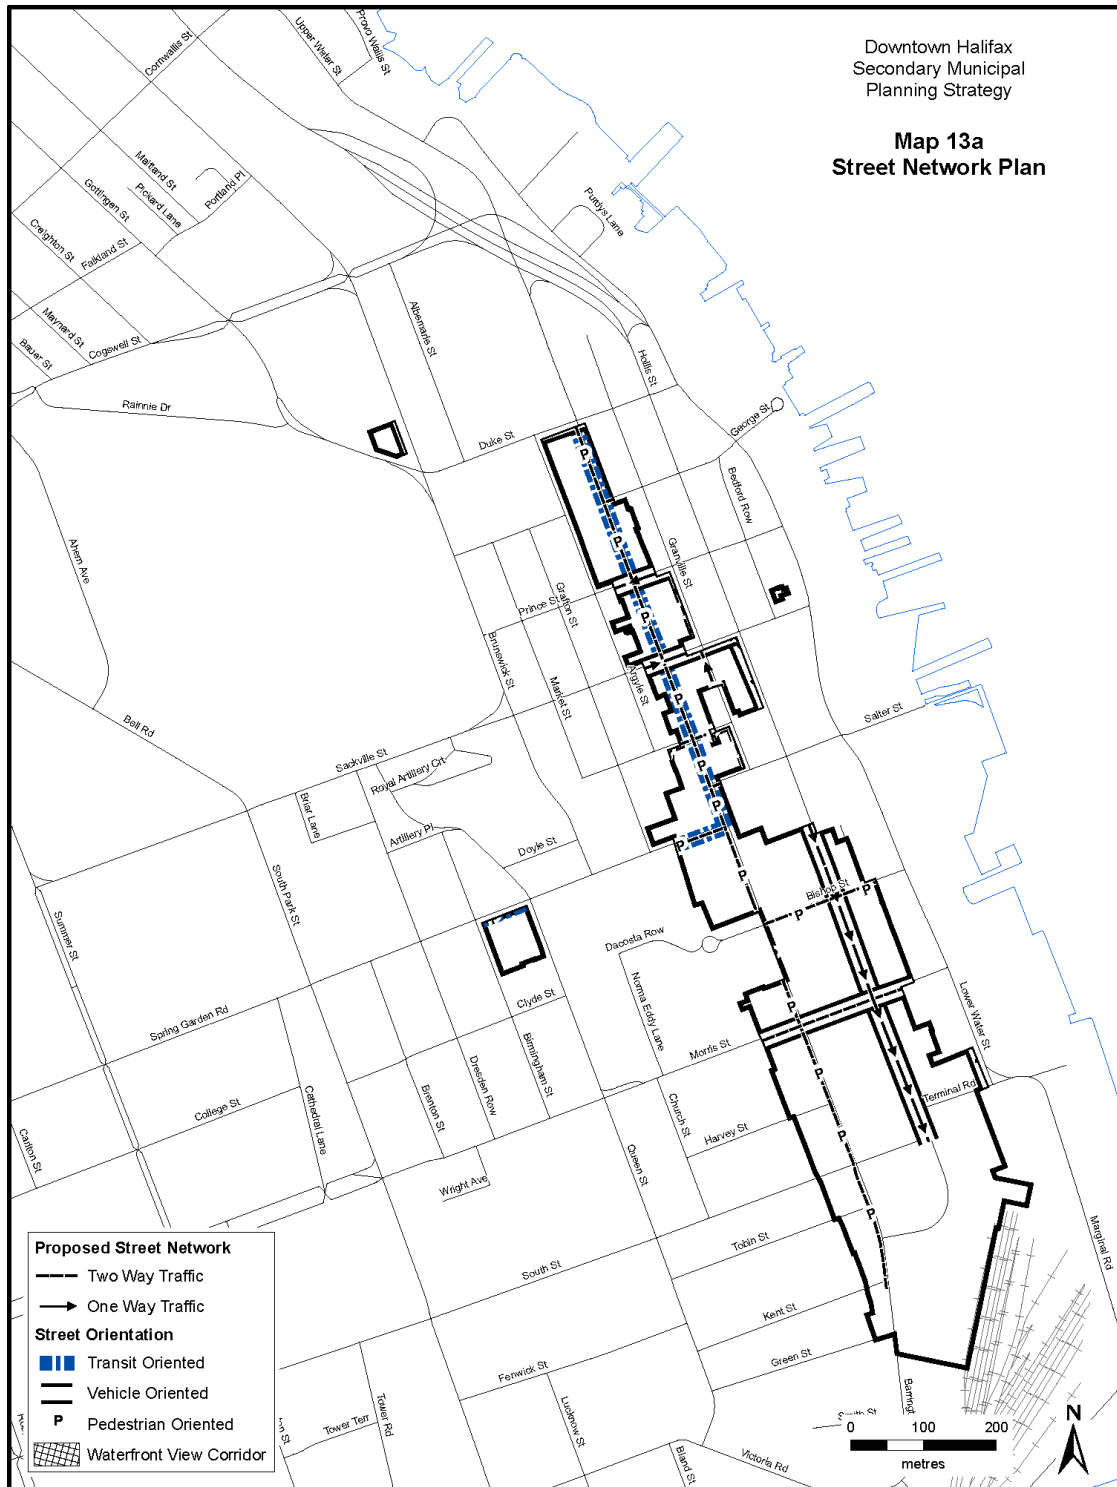 Downtown Halifax
Secondary Municipal
Planning Strategy
Map 13a
Street Network Plan
Cornwallis St
Upper Water St
Provo Wallis St
Maitland St
Gottingen St
Pickard Lane
Portland Pl
Creighton St
Falkland St
Purdys Lane
Maynard St
Bauer St
Cogswell St
Albemarle St
Hollis St
Rainnie Dr
Duke St
George St
Bedford Row
Ahern Ave
Granville St
Prince St
Grafton St
Brunswick St
Market St
Argyle St
Bell Rd
Salter St
Sackville St
Royal Artillery Crt
Briar Lane
Artillery Pl
Doyle St
South Park St
Summer St
Bishop St
Dacosta Row
Norma Eddy Lane
Clyde St
Spring Garden Rd
Birmingham St
Morris St
Lower Water St
Dresden Row
Brenton St
Cathedral Lane
College St
Carlton St
Church St
Harvey St
Terminal Rd
Queen St
Wright Ave
Marginal Rd
Tobin St
South St
Kent St
Green St
Fenwick St
Tower Rd
Tower Terr
Lucknow St
Bland St
Victoria Rd
Barringt
P
P
P
P
P
P
P
P
P
P
P
P
P
P
Proposed Street Network
Two Way Traffic
One Way Traffic
Street Orientation
Transit Oriented
Vehicle Oriented
P Pedestrian Oriented
Waterfront View Corridor
0 100 200
metres
N